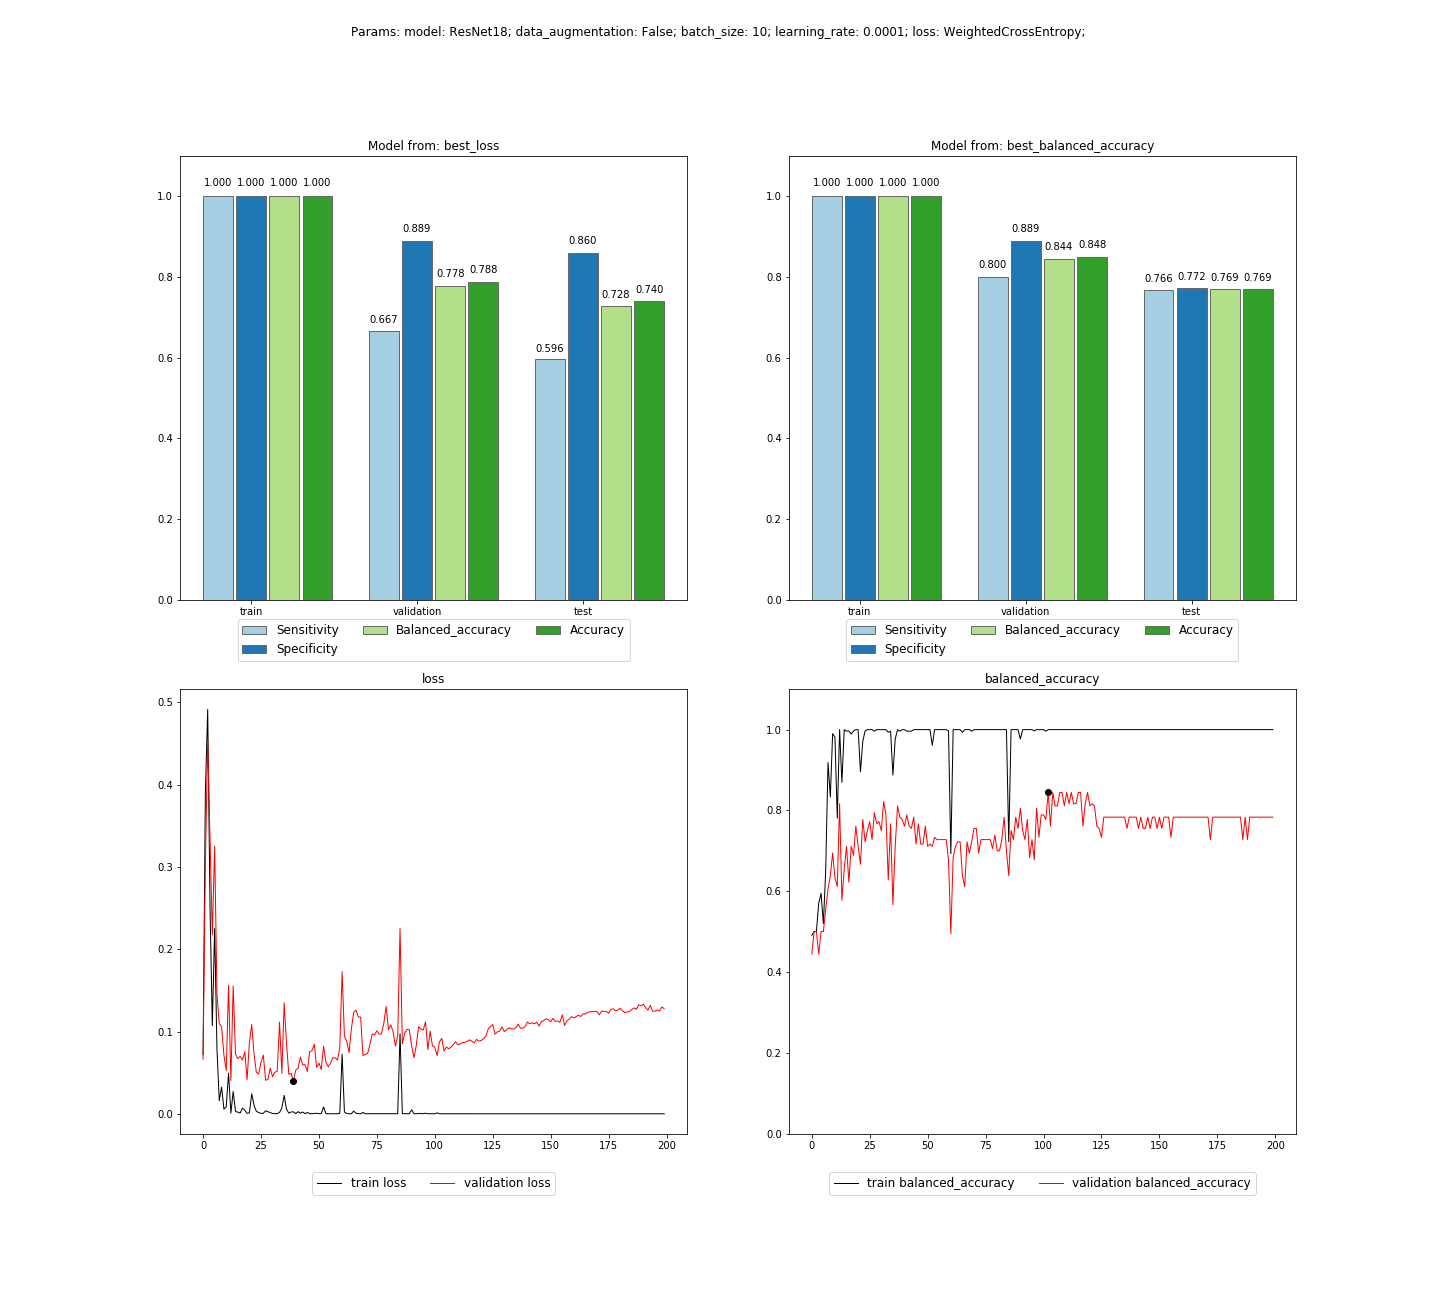 Params: model: ResNet18; data_augmentation: False; batch_size: 10; learning_rate: 0.0001; loss: WeightedCrossEntropy;
Model from: best_loss
1.0
0.8
0.6
0.4
0.2
0.0
1.000 1.000 1.000 1.000
0.667 0.889 0.778 0.788
0.596 0.860 0.728 0.740
train validation test
Sensitivity Balanced_accuracy Accuracy
Specificity
Model from: best_balanced_accuracy
1.0
0.8
0.6
0.4
0.2
0.0
1.000 1.000 1.000 1.000
0.800 0.889 0.844 0.848
0.766 0.772 0.769 0.769
train validation test
Sensitivity Balanced_accuracy Accuracy
Specificity
loss
0.5
0.4
0.3
0.2
0.1
0.0
0 25 50 75 100 125 150 175 200
train loss validation loss
balanced_accuracy
1.0
0.8
0.6
0.4
0.2
0.0
0 25 50 75 100 125 150 175 200
train balanced_accuracy validation balanced_accuracy